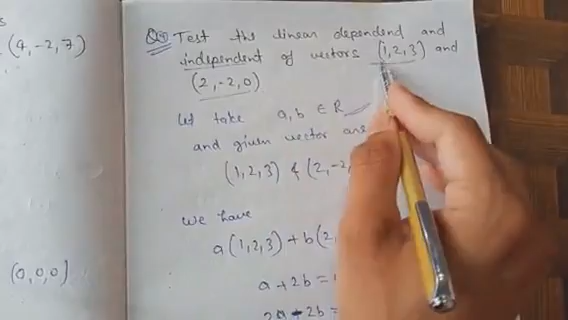 (4,-2,7)
(0,0,0)
Test the linear dependend and
independent of vectors (1,2,3) and
(2,-2,0)
Let take a,b ∈ R
and given vector are
(1,2,3) & (2,-2,
We have
a(1,2,3)+b(2,
a+2b =
2a-2b=